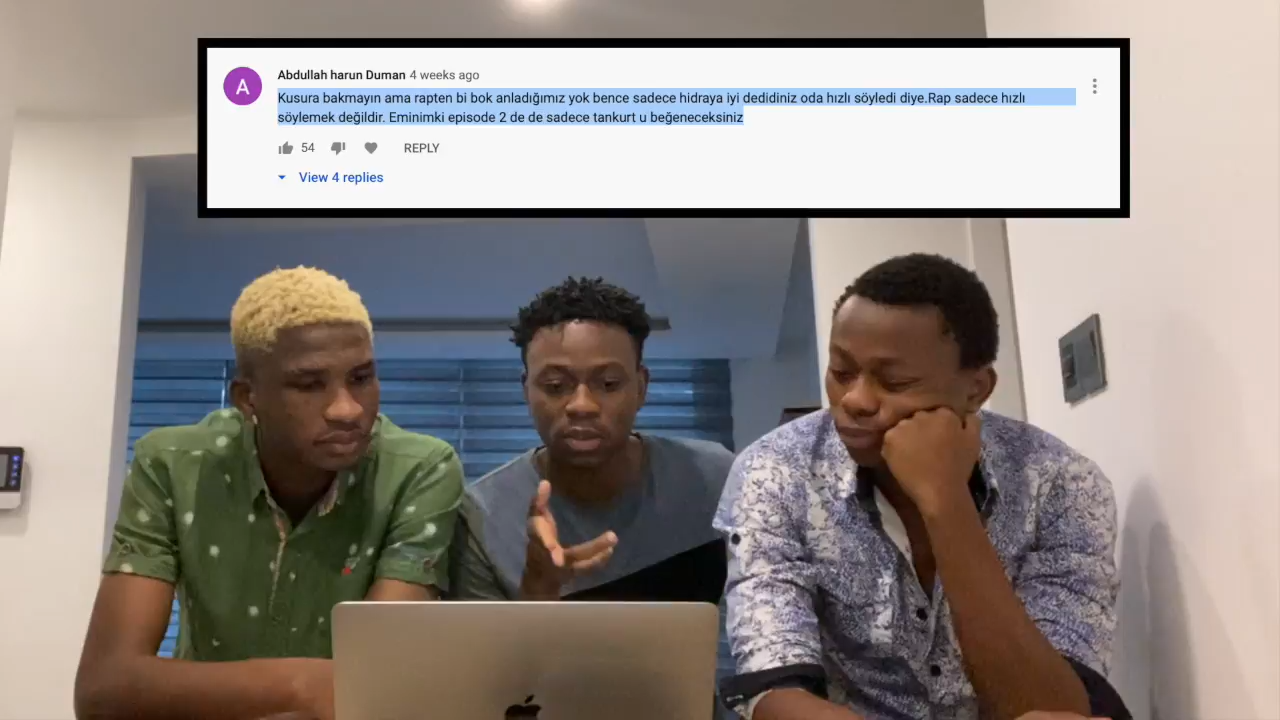 A
Abdullah harun Duman 4 weeks ago
Kusura bakmayın ama rapten bi bok anladığımız yok bence sadece hidraya iyi dedidiniz oda hızlı söyledi diye.Rap sadece hızlı
söylemek değildir. Eminimki episode 2 de de sadece tankurt u beğeneceksiniz
54 REPLY
View 4 replies